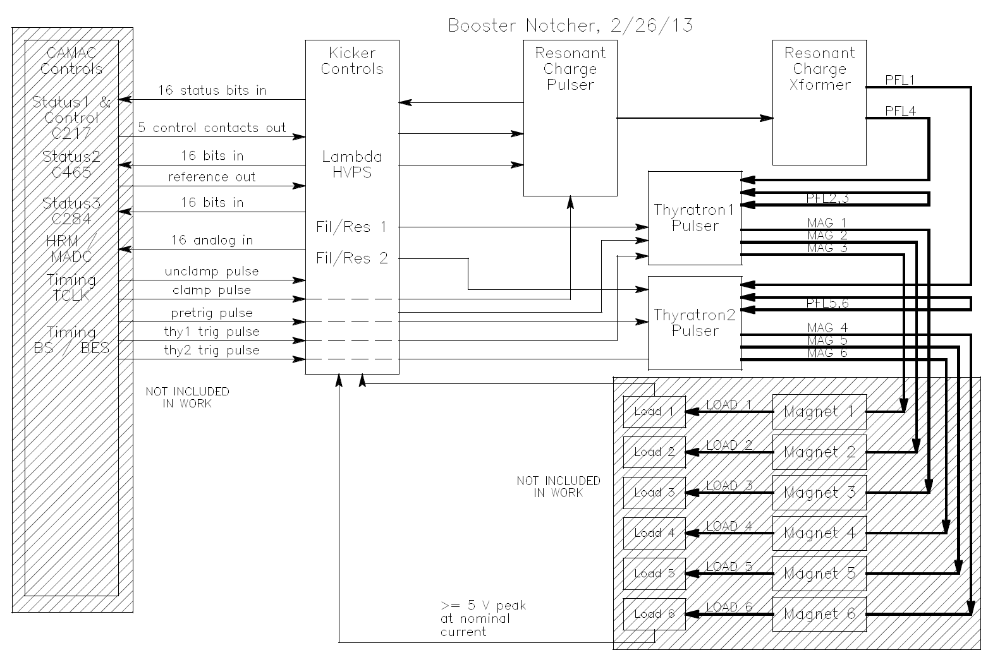 Booster Notcher, 2/26/13
CAMAC
Controls
Status1 &
Control
C217
Status2
C465
Status3
C284
HRM /
MADC
Timing
TCLK
Timing
BS / BES
16 status bits in
5 control contacts out
16 bits in
reference out
16 bits in
16 analog in
unclamp pulse
clamp pulse
pretrig pulse
thy1 trig pulse
thy2 trig pulse
NOT INCLUDED
IN WORK
Kicker
Controls
Lambda
HVPS
Fil/Res 1
Fil/Res 2
Resonant
Charge
Pulser
Resonant
Charge
Xformer
PFL1
PFL4
Thyratron1
Pulser
PFL2,3
MAG 1
MAG 2
MAG 3
Thyratron2
Pulser
PFL5,6
MAG 4
MAG 5
MAG 6
Load 1
LOAD 1
Magnet 1
Load 2
LOAD 2
Magnet 2
Load 3
LOAD 3
Magnet 3
Load 4
LOAD 4
Magnet 4
Load 5
LOAD 5
Magnet 5
Load 6
LOAD 6
Magnet 6
NOT INCLUDED
IN WORK
>= 5 V peak
at nominal
current